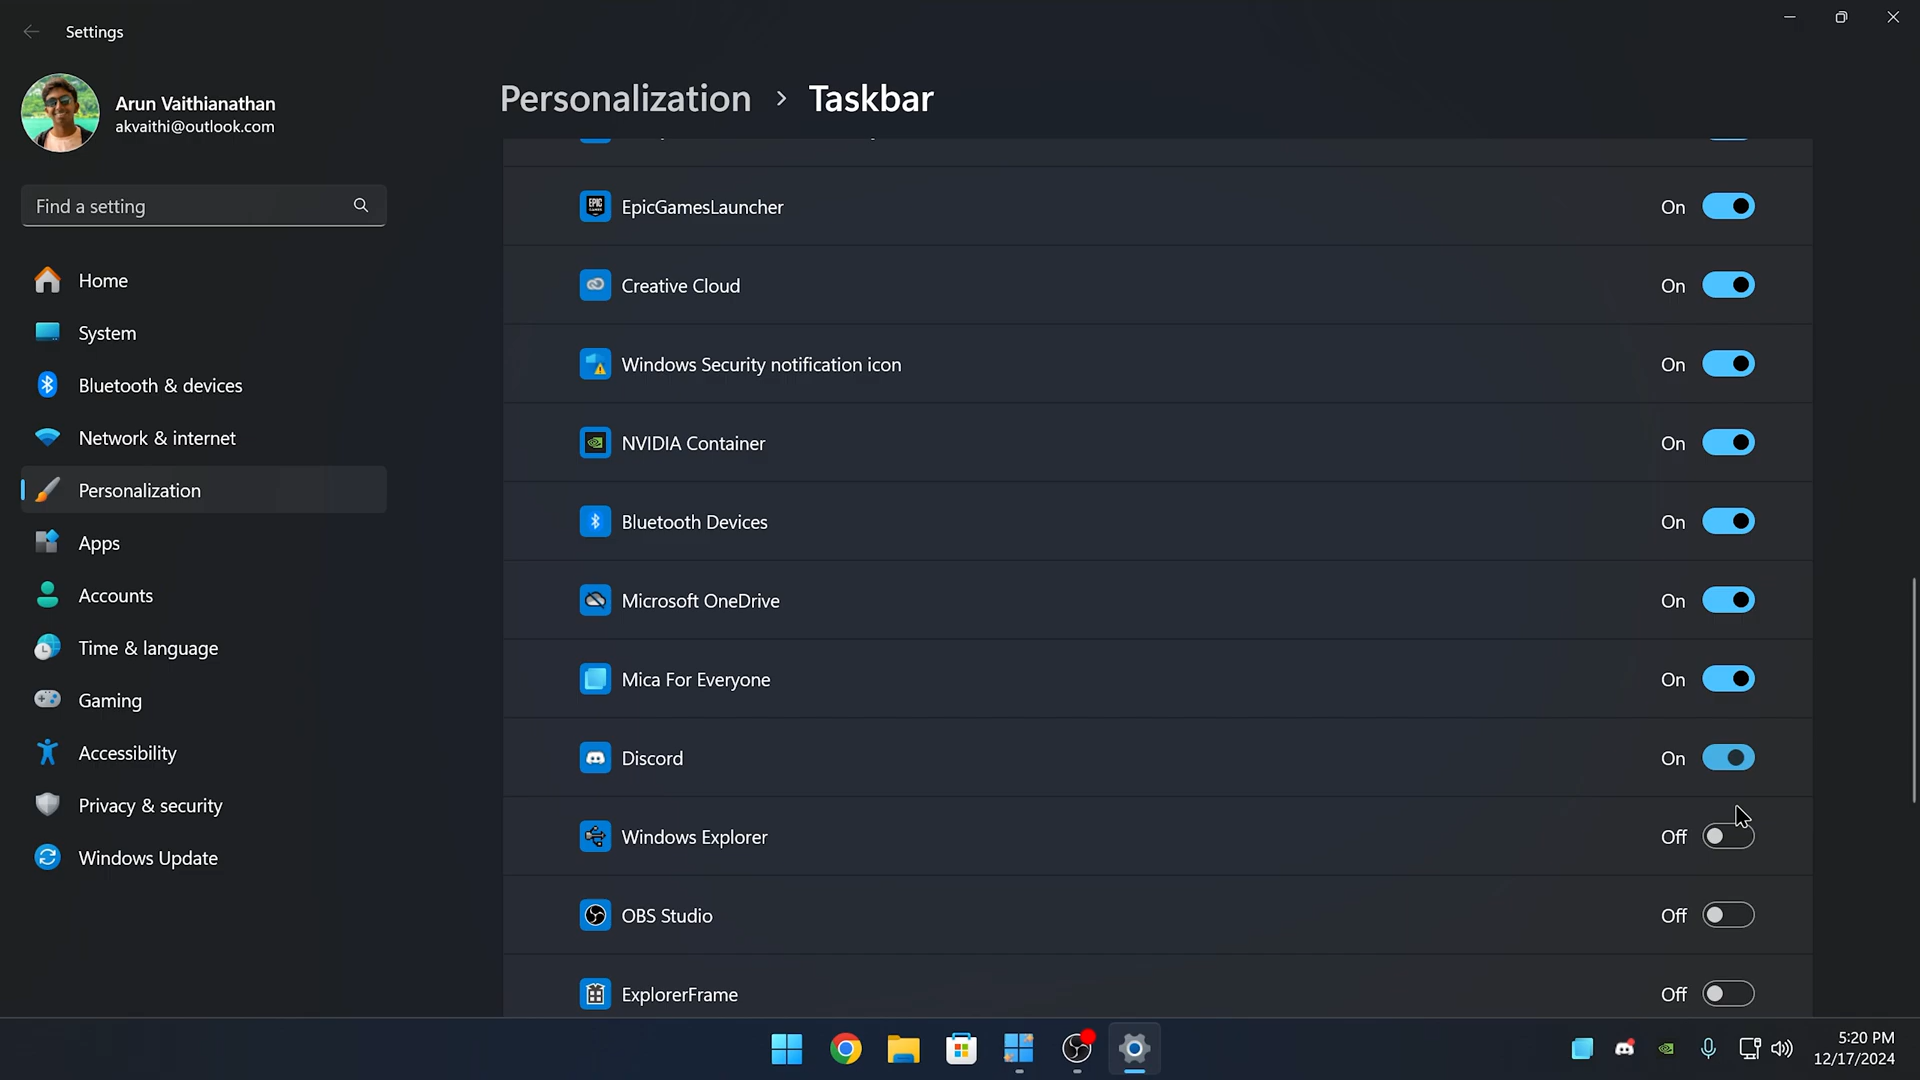 Settings
Arun Vaithianathan
akvaithi@outlook.com
Find a setting
Home
System
Bluetooth & devices
Network & internet
Personalization
Apps
Accounts
Time & language
Gaming
Accessibility
Privacy & security
Windows Update
Personalization > Taskbar
EpicGamesLauncher On
Creative Cloud On
Windows Security notification icon On
NVIDIA Container On
Bluetooth Devices On
Microsoft OneDrive On
Mica For Everyone On
Discord On
Windows Explorer Off
OBS Studio Off
ExplorerFrame Off
5:20 PM
12/17/2024